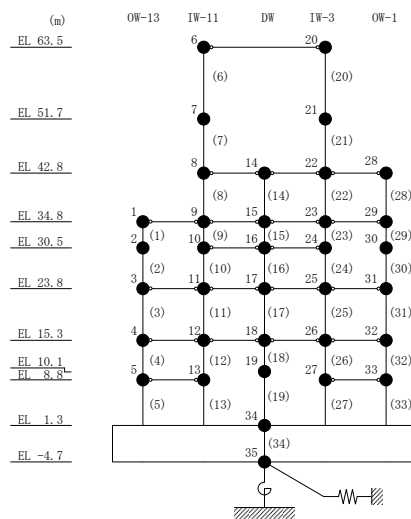 (m) OW-13 IW-11 DW IW-3 OW-1
EL 63.5 6 20
(6) (20)
EL 51.7 7 21
(7) (21)
EL 42.8 8 14 22 28
(8) (14) (22) (28)
EL 34.8 1 9 15 23 29
(1) (9) (15) (23) (29)
EL 30.5 2 10 16 24 30
(2) (10) (16) (24) (30)
EL 23.8 3 11 17 25 31
(3) (11) (17) (25) (31)
EL 15.3 4 12 18 26 32
(4) (12) (18) (26) (32)
EL 10.1 19
EL 8.8 5 13 27 33
(5) (13) (19) (27) (33)
EL 1.3 34
(34)
EL -4.7 35